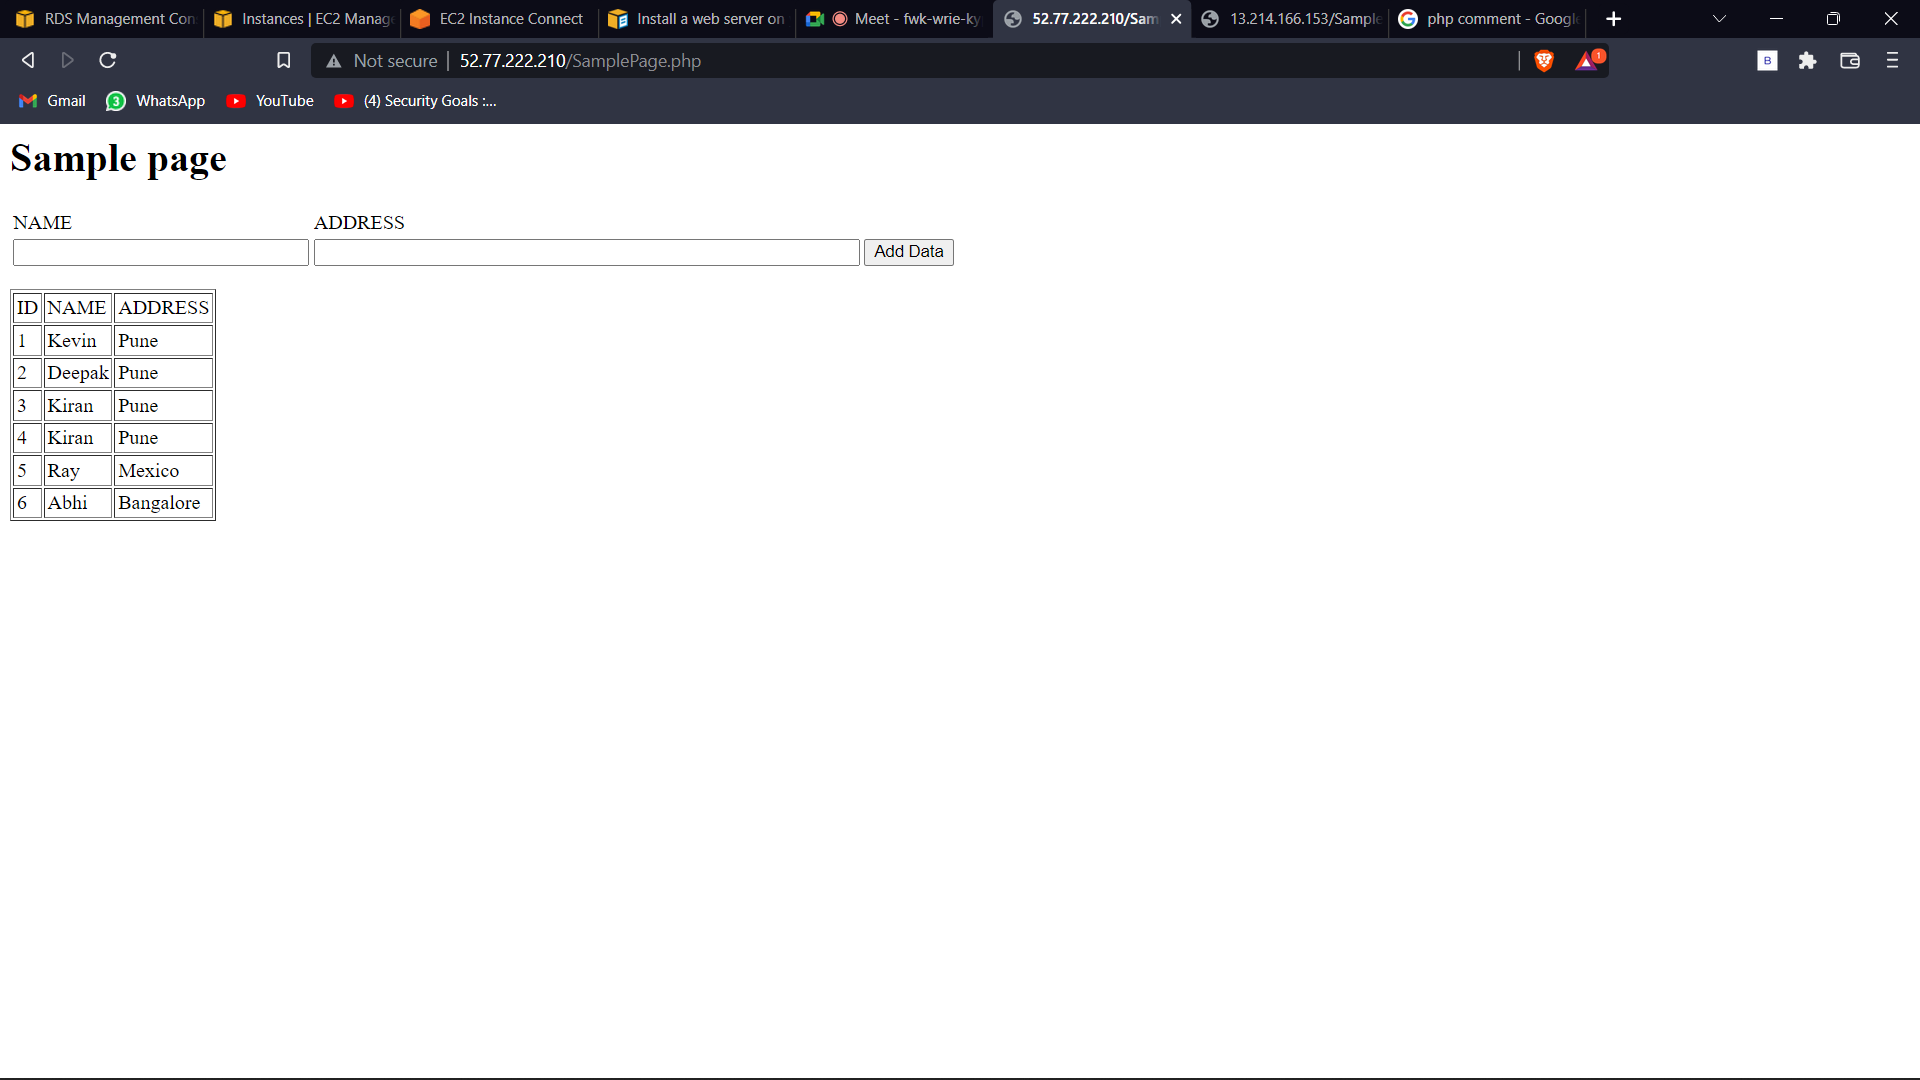 RDS Management Con
Instances | EC2 Manage
EC2 Instance Connect
Install a web server on
Meet - fwk-wrie-ky
52.77.222.210/Sam
13.214.166.153/Sample
php comment - Google
Not secure | 52.77.222.210/SamplePage.php
1
B
Gmail
3
WhatsApp
YouTube
(4) Security Goals :...
Sample page
NAME ADDRESS
Add Data
ID NAME ADDRESS
1 Kevin Pune
2 Deepak Pune
3 Kiran Pune
4 Kiran Pune
5 Ray Mexico
6 Abhi Bangalore